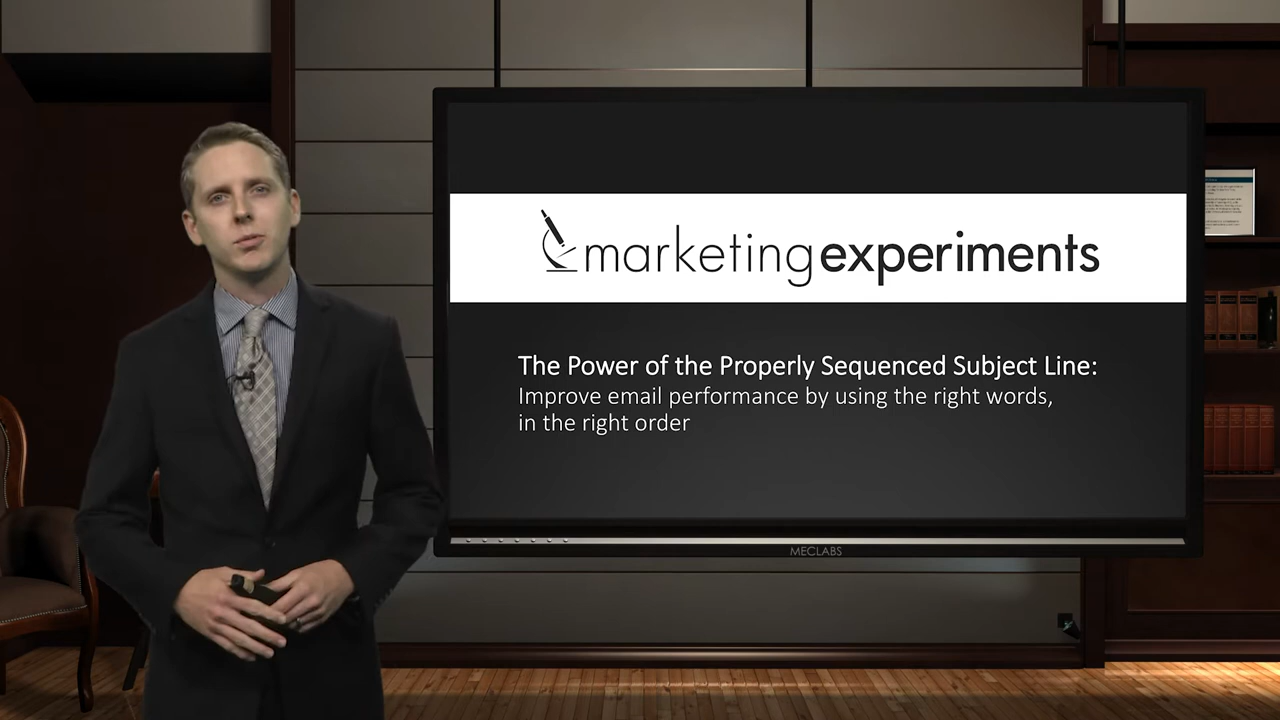 marketingexperiments
The Power of the Properly Sequenced Subject Line:
Improve email performance by using the right words,
in the right order
MECLABS